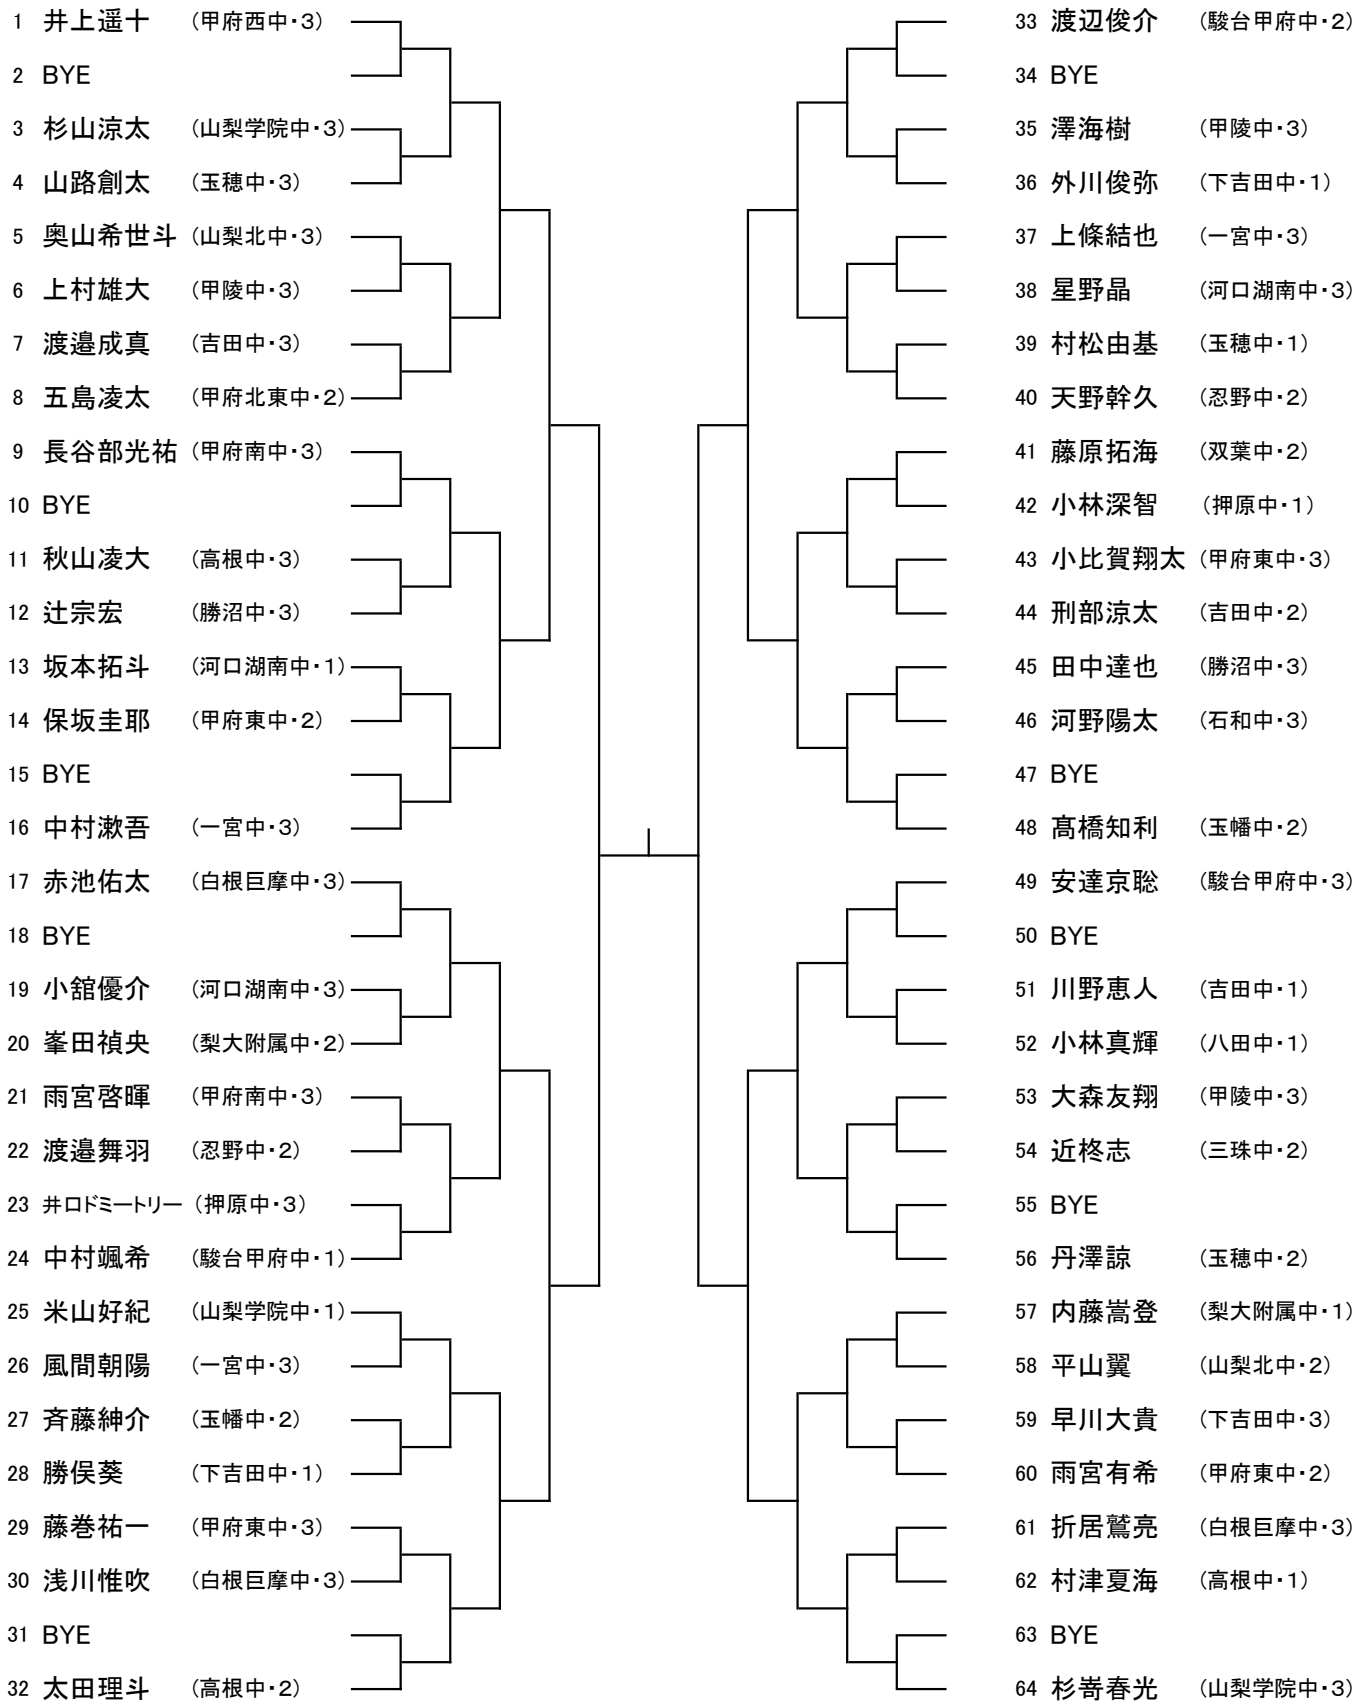 1 井上遥十 (甲府西中・3)
2 BYE
3 杉山涼太 (山梨学院中・3)
4 山路創太 (玉穂中・3)
5 奥山希世斗 (山梨北中・3)
6 上村雄大 (甲陵中・3)
7 渡邉成真 (吉田中・3)
8 五島凌太 (甲府北東中・2)
9 長谷部光祐 (甲府南中・3)
10 BYE
11 秋山凌大 (高根中・3)
12 辻宗宏 (勝沼中・3)
13 坂本拓斗 (河口湖南中・1)
14 保坂圭耶 (甲府東中・2)
15 BYE
16 中村漱吾 (一宮中・3)
17 赤池佑太 (白根巨摩中・3)
18 BYE
19 小舘優介 (河口湖南中・3)
20 峯田禎央 (梨大附属中・2)
21 雨宮啓暉 (甲府南中・3)
22 渡邉舞羽 (忍野中・2)
23 井口ドミートリー (押原中・3)
24 中村颯希 (駿台甲府中・1)
25 米山好紀 (山梨学院中・1)
26 風間朝陽 (一宮中・3)
27 斉藤紳介 (玉幡中・2)
28 勝俣葵 (下吉田中・1)
29 藤巻祐一 (甲府東中・3)
30 浅川惟吹 (白根巨摩中・3)
31 BYE
32 太田理斗 (高根中・2)
33 渡辺俊介 (駿台甲府中・2)
34 BYE
35 澤海樹 (甲陵中・3)
36 外川俊弥 (下吉田中・1)
37 上條結也 (一宮中・3)
38 星野晶 (河口湖南中・3)
39 村松由基 (玉穂中・1)
40 天野幹久 (忍野中・2)
41 藤原拓海 (双葉中・2)
42 小林深智 (押原中・1)
43 小比賀翔太 (甲府東中・3)
44 刑部涼太 (吉田中・2)
45 田中達也 (勝沼中・3)
46 河野陽太 (石和中・3)
47 BYE
48 髙橋知利 (玉幡中・2)
49 安達京聡 (駿台甲府中・3)
50 BYE
51 川野恵人 (吉田中・1)
52 小林真輝 (八田中・1)
53 大森友翔 (甲陵中・3)
54 近柊志 (三珠中・2)
55 BYE
56 丹澤諒 (玉穂中・2)
57 内藤嵩登 (梨大附属中・1)
58 平山翼 (山梨北中・2)
59 早川大貴 (下吉田中・3)
60 雨宮有希 (甲府東中・2)
61 折居鷲亮 (白根巨摩中・3)
62 村津夏海 (高根中・1)
63 BYE
64 杉嵜春光 (山梨学院中・3)